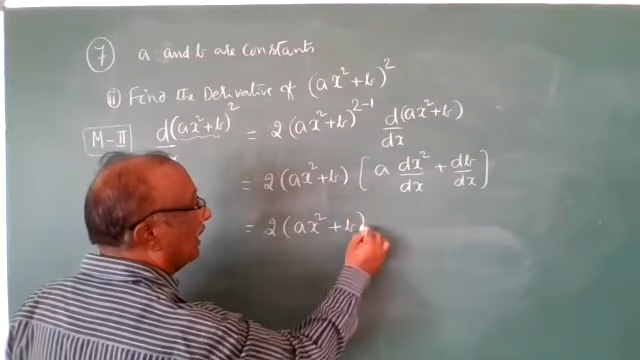 7 a and b are constants
ii) Find the Derivative of (ax²+b)²
M-II d(ax²+b)² = 2(ax²+b)²⁻¹ d(ax²+b)/dx
= 2(ax²+b) [a dx²/dx + db/dx]
= 2(ax²+b)